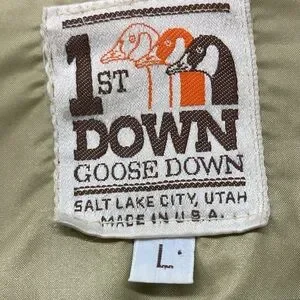 1ST
DOWN
GOOSE DOWN
SALT LAKE CITY, UTAH
MADE IN U.S.A.
L